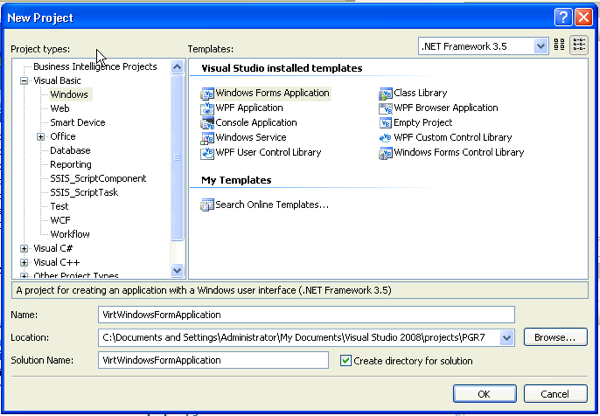 New Project
Project types:
Templates:
.NET Framework 3.5
Business Intelligence Projects
Visual Basic
Windows
Web
Smart Device
Office
Database
Reporting
SSIS_ScriptComponent
SSIS_ScriptTask
Test
WCF
Workflow
Visual C#
Visual C++
Other Project Types
Visual Studio installed templates
Windows Forms Application
Class Library
WPF Application
WPF Browser Application
Console Application
Empty Project
Windows Service
WPF Custom Control Library
WPF User Control Library
Windows Forms Control Library
My Templates
Search Online Templates...
A project for creating an application with a Windows user interface (.NET Framework 3.5)
Name:
VirtWindowsFormApplication
Location:
C:\Documents and Settings\Administrator\My Documents\Visual Studio 2008\projects\PGR7
Browse...
Solution Name:
VirtWindowsFormApplication
Create directory for solution
OK
Cancel